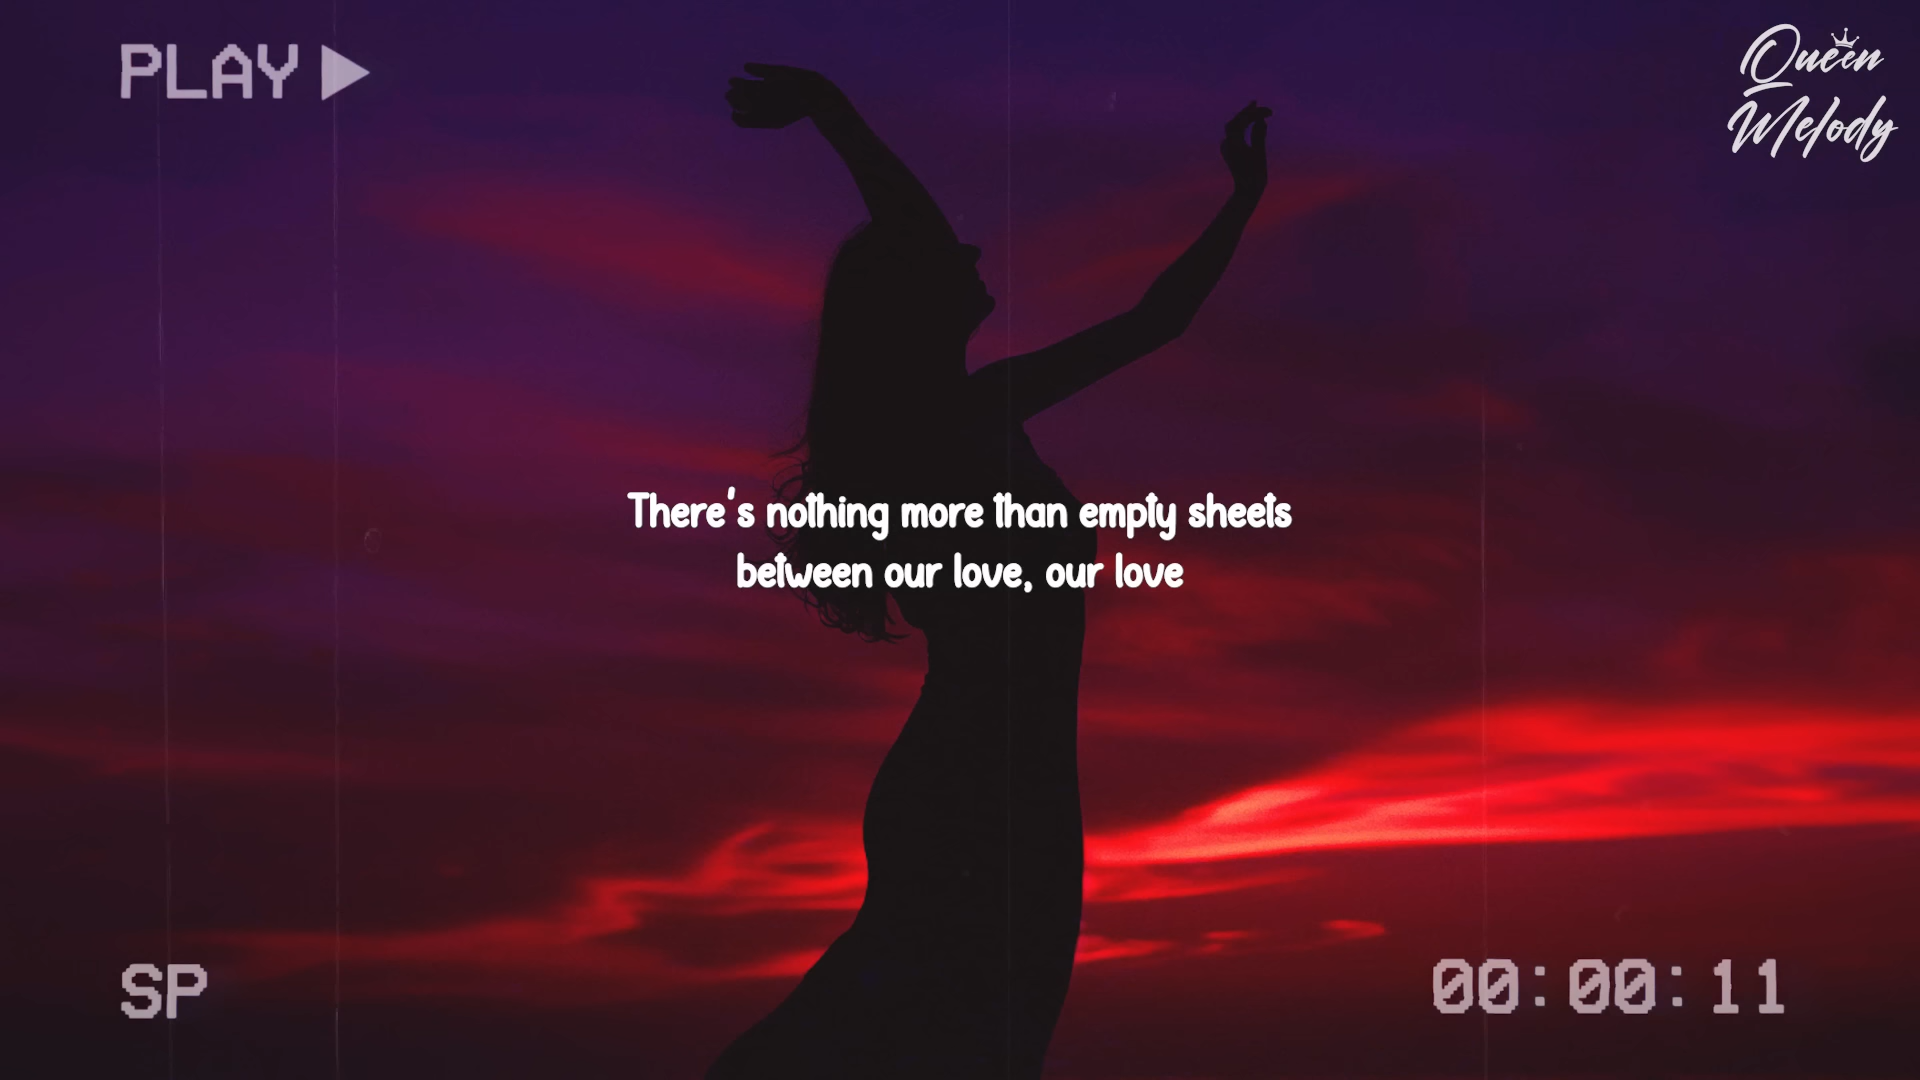 PLAY
Queen
Melody
There's nothing more than empty sheets
between our love, our love
SP
00:00:11